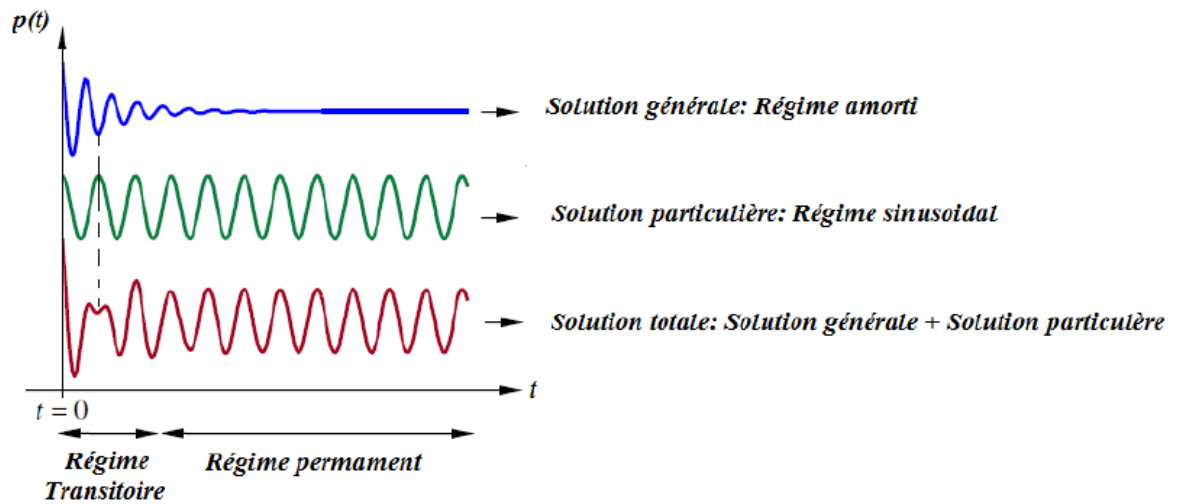 p(t)
Solution générale: Régime amorti
Solution particulière: Régime sinusoidal
Solution totale: Solution générale + Solution particulière
t
t = 0
Régime
Transitoire
Régime permament